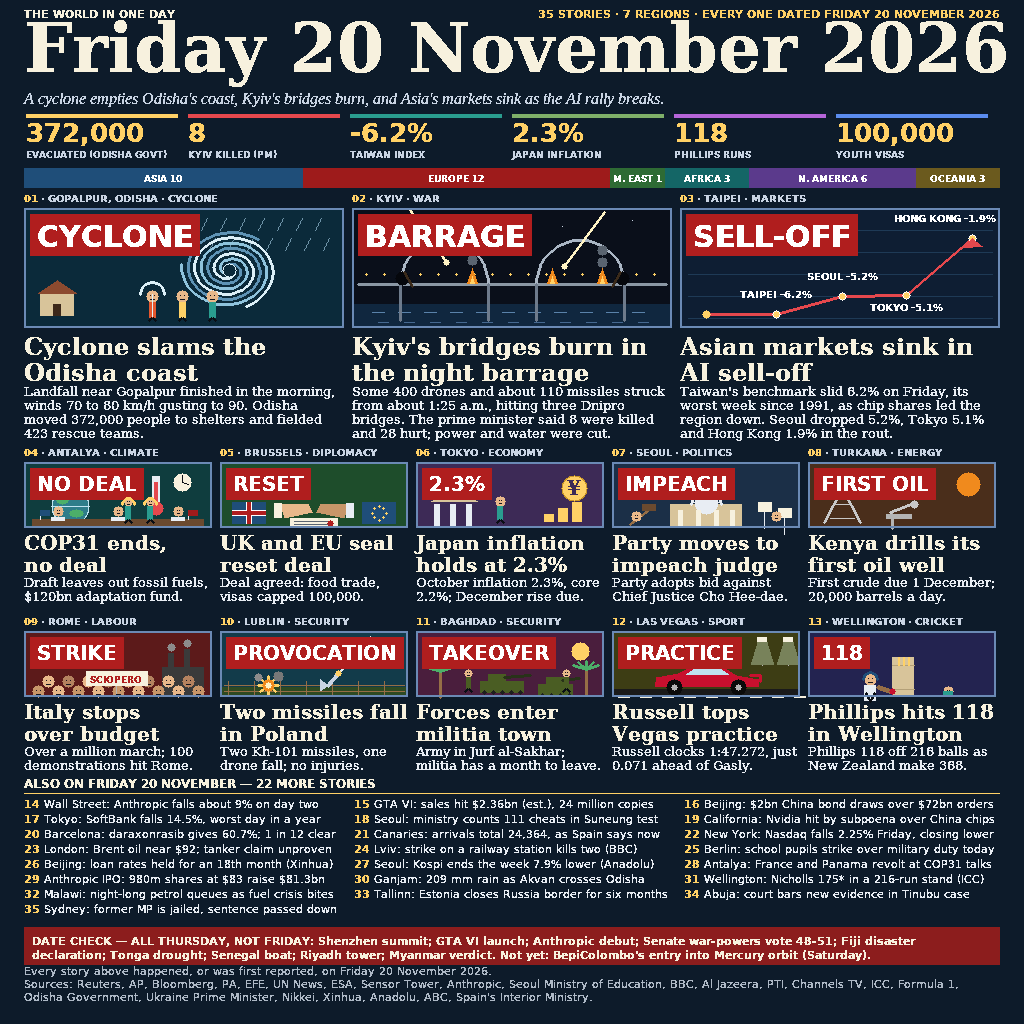 THE WORLD IN ONE DAY
35 STORIES · 7 REGIONS · EVERY ONE DATED FRIDAY 20 NOVEMBER 2026
Friday 20 November 2026
A cyclone empties Odisha's coast, Kyiv's bridges burn, and Asia's markets sink as the AI rally breaks.
372,000
EVACUATED (ODISHA GOVT)
8
KYIV KILLED (PM)
-6.2%
TAIWAN INDEX
2.3%
JAPAN INFLATION
118
PHILLIPS RUNS
100,000
YOUTH VISAS
ASIA 10
EUROPE 12
M. EAST 1
AFRICA 3
N. AMERICA 6
OCEANIA 3
01 · GOPALPUR, ODISHA · CYCLONE
CYCLONE
Cyclone slams the
Odisha coast
Landfall near Gopalpur finished in the morning,
winds 70 to 80 km/h gusting to 90. Odisha
moved 372,000 people to shelters and fielded
423 rescue teams.
02 · KYIV · WAR
BARRAGE
Kyiv's bridges burn in
the night barrage
Some 400 drones and about 110 missiles struck
from about 1:25 a.m., hitting three Dnipro
bridges. The prime minister said 8 were killed
and 28 hurt; power and water were cut.
03 · TAIPEI · MARKETS
SELL-OFF
HONG KONG -1.9%
SEOUL -5.2%
TAIPEI -6.2%
TOKYO -5.1%
Asian markets sink in
AI sell-off
Taiwan's benchmark slid 6.2% on Friday, its
worst week since 1991, as chip shares led the
region down. Seoul dropped 5.2%, Tokyo 5.1%
and Hong Kong 1.9% in the rout.
04 · ANTALYA · CLIMATE
NO DEAL
COP31 ends,
no deal
Draft leaves out fossil fuels,
$120bn adaptation fund.
05 · BRUSSELS · DIPLOMACY
RESET
UK and EU seal
reset deal
Deal agreed: food trade,
visas capped 100,000.
06 · TOKYO · ECONOMY
2.3%
¥
Japan inflation
holds at 2.3%
October inflation 2.3%, core
2.2%; December rise due.
07 · SEOUL · POLITICS
IMPEACH
Party moves to
impeach judge
Party adopts bid against
Chief Justice Cho Hee-dae.
08 · TURKANA · ENERGY
FIRST OIL
Kenya drills its
first oil well
First crude due 1 December;
20,000 barrels a day.
09 · ROME · LABOUR
STRIKE
SCIOPERO
Italy stops
over budget
Over a million march; 100
demonstrations hit Rome.
10 · LUBLIN · SECURITY
PROVOCATION
Two missiles fall
in Poland
Two Kh-101 missiles, one
drone fall; no injuries.
11 · BAGHDAD · SECURITY
TAKEOVER
Forces enter
militia town
Army in Jurf al-Sakhar;
militia has a month to leave.
12 · LAS VEGAS · SPORT
PRACTICE
Russell tops
Vegas practice
Russell clocks 1:47.272, just
0.071 ahead of Gasly.
13 · WELLINGTON · CRICKET
118
Phillips hits 118
in Wellington
Phillips 118 off 216 balls as
New Zealand make 368.
ALSO ON FRIDAY 20 NOVEMBER — 22 MORE STORIES
14 Wall Street: Anthropic falls about 9% on day two
15 GTA VI: sales hit $2.36bn (est.), 24 million copies
16 Beijing: $2bn China bond draws over $72bn orders
17 Tokyo: SoftBank falls 14.5%, worst day in a year
18 Seoul: ministry counts 111 cheats in Suneung test
19 California: Nvidia hit by subpoena over China chips
20 Barcelona: daraxonrasib gives 60.7%; 1 in 12 clear
21 Canaries: arrivals total 24,364, as Spain says now
22 New York: Nasdaq falls 2.25% Friday, closing lower
23 London: Brent oil near $92; tanker claim unproven
24 Lviv: strike on a railway station kills two (BBC)
25 Berlin: school pupils strike over military duty today
26 Beijing: loan rates held for an 18th month (Xinhua)
27 Seoul: Kospi ends the week 7.9% lower (Anadolu)
28 Antalya: France and Panama revolt at COP31 talks
29 Anthropic IPO: 980m shares at $83 raise $81.3bn
30 Ganjam: 209 mm rain as Akvan crosses Odisha
31 Wellington: Nicholls 175* in a 216-run stand (ICC)
32 Malawi: night-long petrol queues as fuel crisis bites
33 Tallinn: Estonia closes Russia border for six months
34 Abuja: court bars new evidence in Tinubu case
35 Sydney: former MP is jailed, sentence passed down
DATE CHECK — ALL THURSDAY, NOT FRIDAY: Shenzhen summit; GTA VI launch; Anthropic debut; Senate war-powers vote 48-51; Fiji disaster
declaration; Tonga drought; Senegal boat; Riyadh tower; Myanmar verdict. Not yet: BepiColombo's entry into Mercury orbit (Saturday).
Every story above happened, or was first reported, on Friday 20 November 2026.
Sources: Reuters, AP, Bloomberg, PA, EFE, UN News, ESA, Sensor Tower, Anthropic, Seoul Ministry of Education, BBC, Al Jazeera, PTI, Channels TV, ICC, Formula 1,
Odisha Government, Ukraine Prime Minister, Nikkei, Xinhua, Anadolu, ABC, Spain's Interior Ministry.